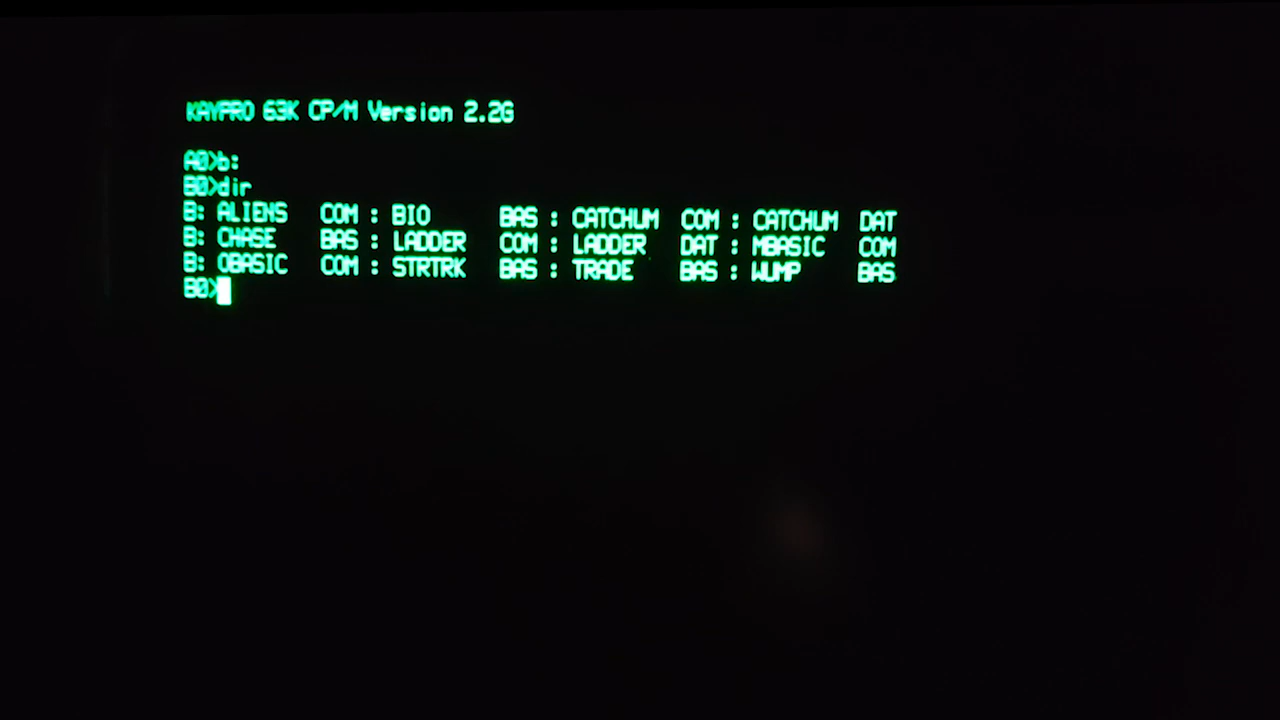 KAYPRO 63K CP/M Version 2.2G
A0>b:
B0>dir
B: ALIENS COM : BIO BAS : CATCHUM COM : CATCHUM DAT
B: CHASE BAS : LADDER COM : LADDER DAT : MBASIC COM
B: OBASIC COM : STRTRK BAS : TRADE BAS : WUMP BAS
B0>